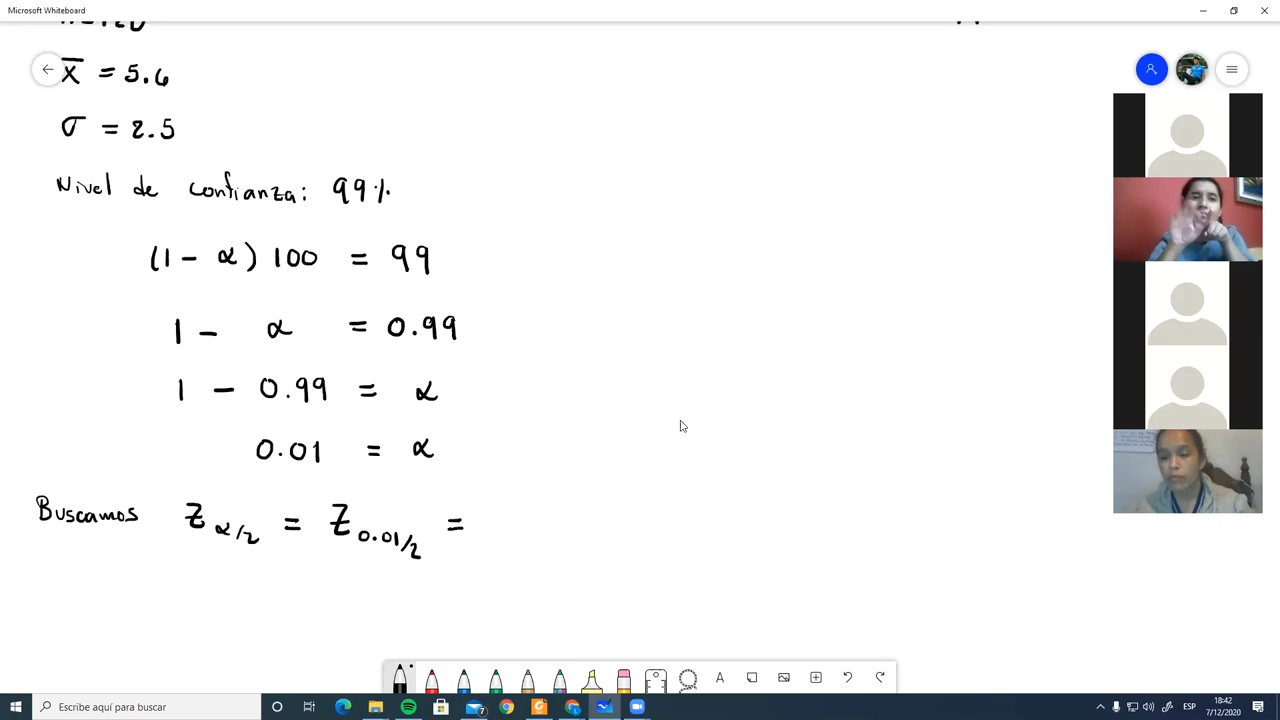 Microsoft Whiteboard
x̄ = 5.6
σ = 2.5
Nivel de confianza: 99%
(1 - α) 100 = 99
1 - α = 0.99
1 - 0.99 = α
0.01 = α
Buscamos Z α/2 = Z 0.01/2 =
A
Escribe aquí para buscar
7
ESP
18:42
7/12/2020